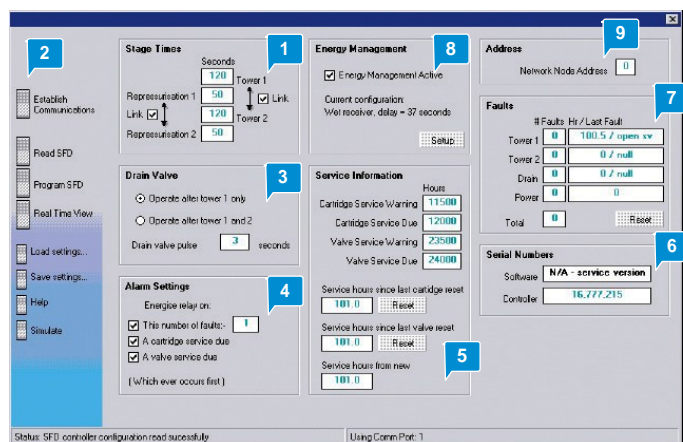 2
Establish
Communications
Read SFD
Program SFD
Real Time View
Load settings...
Save settings...
Help
Simulate
Stage Times
1
Seconds
120 Tower 1
Repressurisation 1 50
Link
Link
120 Tower 2
Repressurisation 2 50
Drain Valve
3
Operate after tower 1 only
Operate after tower 1 and 2
Drain valve pulse 3 seconds
Alarm Settings
4
Energise relay on:
This number of faults:- 1
A cartridge service due
A valve service due
( Which ever occurs first )
Energy Management
8
Energy Management Active
Current configuration:
Wet receiver, delay = 37 seconds
Setup
Service Information
Hours
Cartridge Service Warning 11500
Cartridge Service Due 12000
Valve Service Warning 23500
Valve Service Due 24000
Service hours since last cartidge reset
101.0 Reset
Service hours since last valve reset
101.0 Reset
5
Service hours from new
101.0
Address
9
Network Node Address 0
Faults
7
# Faults Hr / Last Fault
Tower 1 0 100.5 / open xv
Tower 2 0 0 / null
Drain 0 0 / null
Power 0 0
Total 0 Reset
Serial Numbers
6
Software N/A - service version
Controller 16,777,215
Status: SFD controller configuration read sucessfully
Using Comm Port: 1